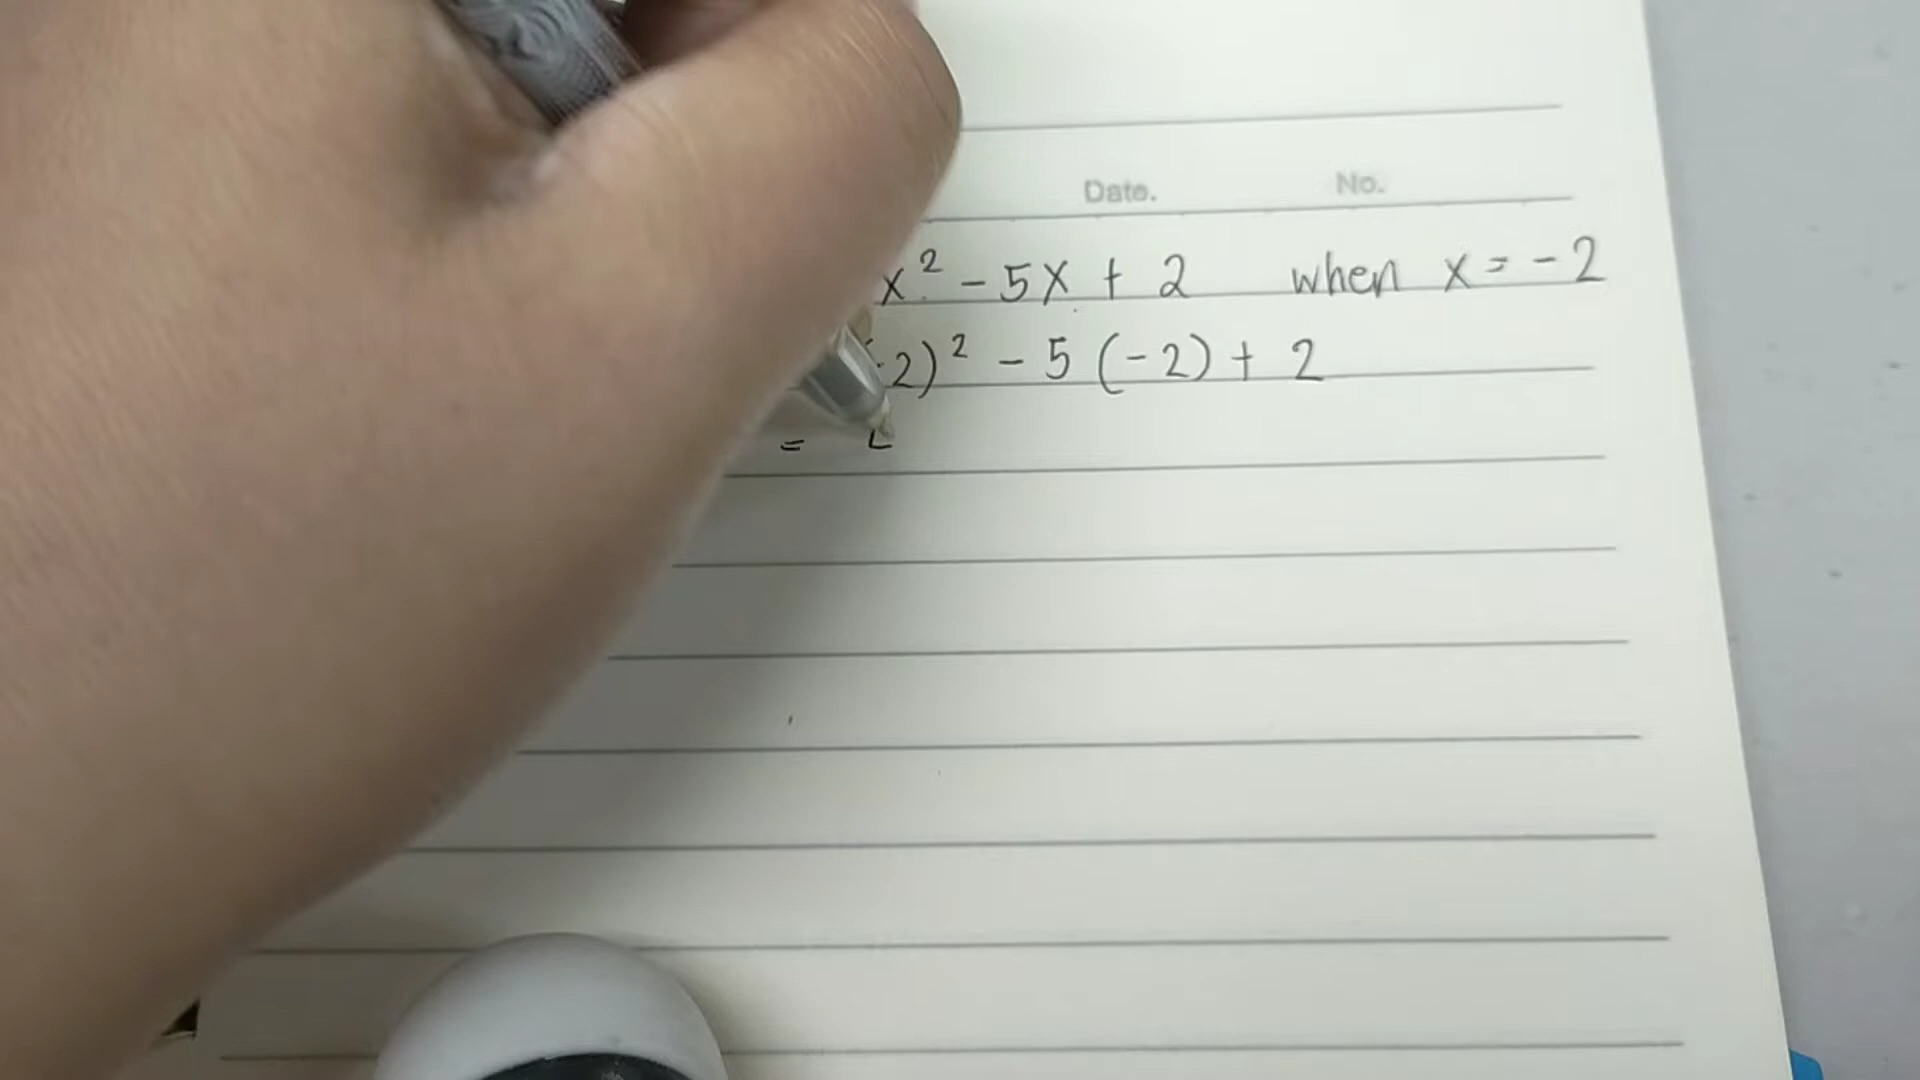 Date. No.
x² - 5x + 2 when x = -2
2)² - 5 (-2) + 2
=